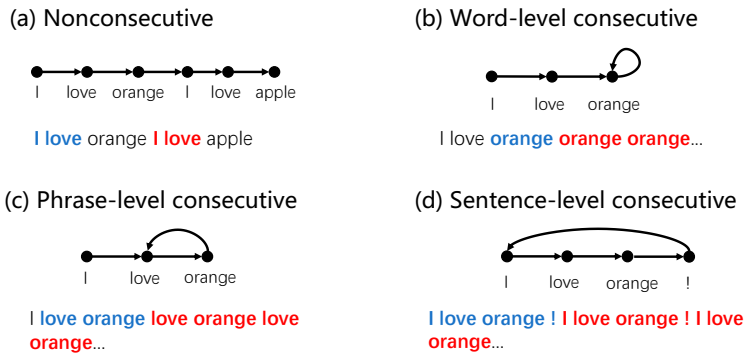 (a) Nonconsecutive
I love orange I love apple
I love orange I love apple
(b) Word-level consecutive
I love orange
I love orange orange orange...
(c) Phrase-level consecutive
I love orange
I love orange love orange love
orange...
(d) Sentence-level consecutive
I love orange !
I love orange ! I love orange ! I love
orange...